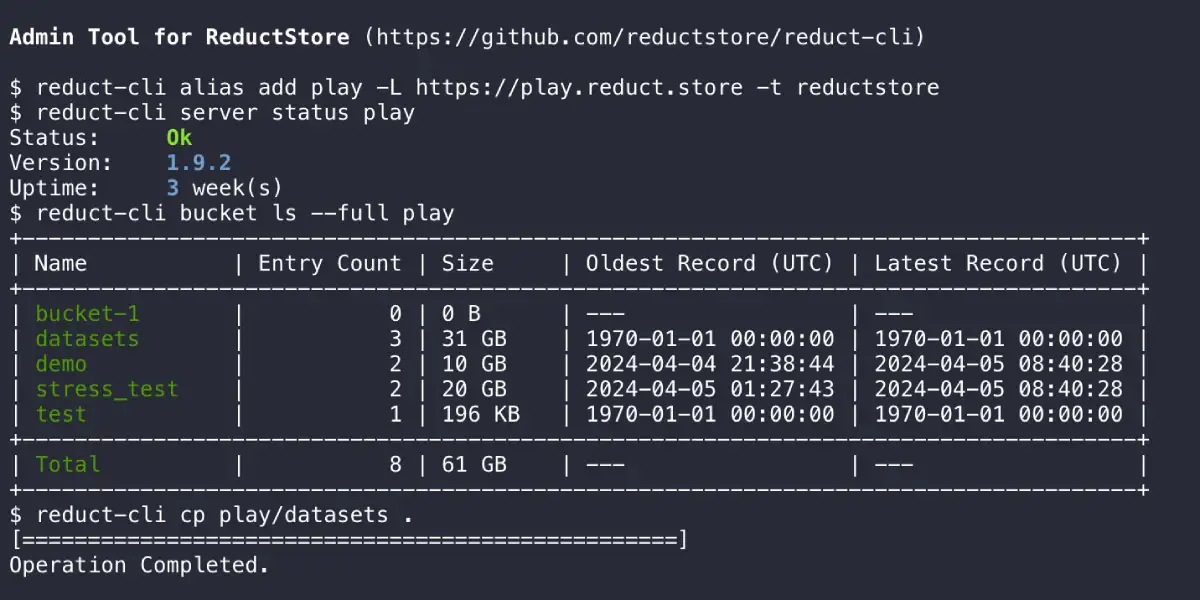 Admin Tool for ReductStore (https://github.com/reductstore/reduct-cli)
$ reduct-cli alias add play -L https://play.reduct.store -t reductstore
$ reduct-cli server status play
Status:     Ok
Version:    1.9.2
Uptime:     3 week(s)
$ reduct-cli bucket ls --full play
+-------------------------------------------------------------------------------------+
| Name           | Entry Count | Size     | Oldest Record (UTC) | Latest Record (UTC) |
+-------------------------------------------------------------------------------------+
| bucket-1       |           0 | 0 B      | ---                 | ---                 |
| datasets       |           3 | 31 GB    | 1970-01-01 00:00:00 | 1970-01-01 00:00:00 |
| demo           |           2 | 10 GB    | 2024-04-04 21:38:44 | 2024-04-05 08:40:28 |
| stress_test    |           2 | 20 GB    | 2024-04-05 01:27:43 | 2024-04-05 08:40:28 |
| test           |           1 | 196 KB   | 1970-01-01 00:00:00 | 1970-01-01 00:00:00 |
+-------------------------------------------------------------------------------------+
| Total          |           8 | 61 GB    | ---                 | ---                 |
+-------------------------------------------------------------------------------------+
$ reduct-cli cp play/datasets .
[==================================================]
Operation Completed.